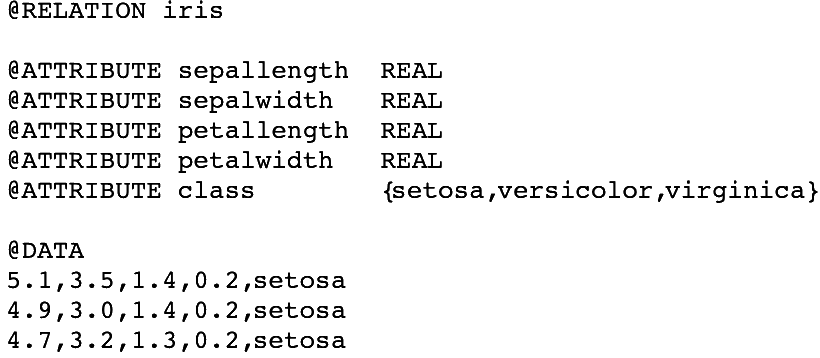 @RELATION iris
@ATTRIBUTE sepallength REAL
@ATTRIBUTE sepalwidth REAL
@ATTRIBUTE petallength REAL
@ATTRIBUTE petalwidth REAL
@ATTRIBUTE class {setosa,versicolor,virginica}
@DATA
5.1,3.5,1.4,0.2,setosa
4.9,3.0,1.4,0.2,setosa
4.7,3.2,1.3,0.2,setosa